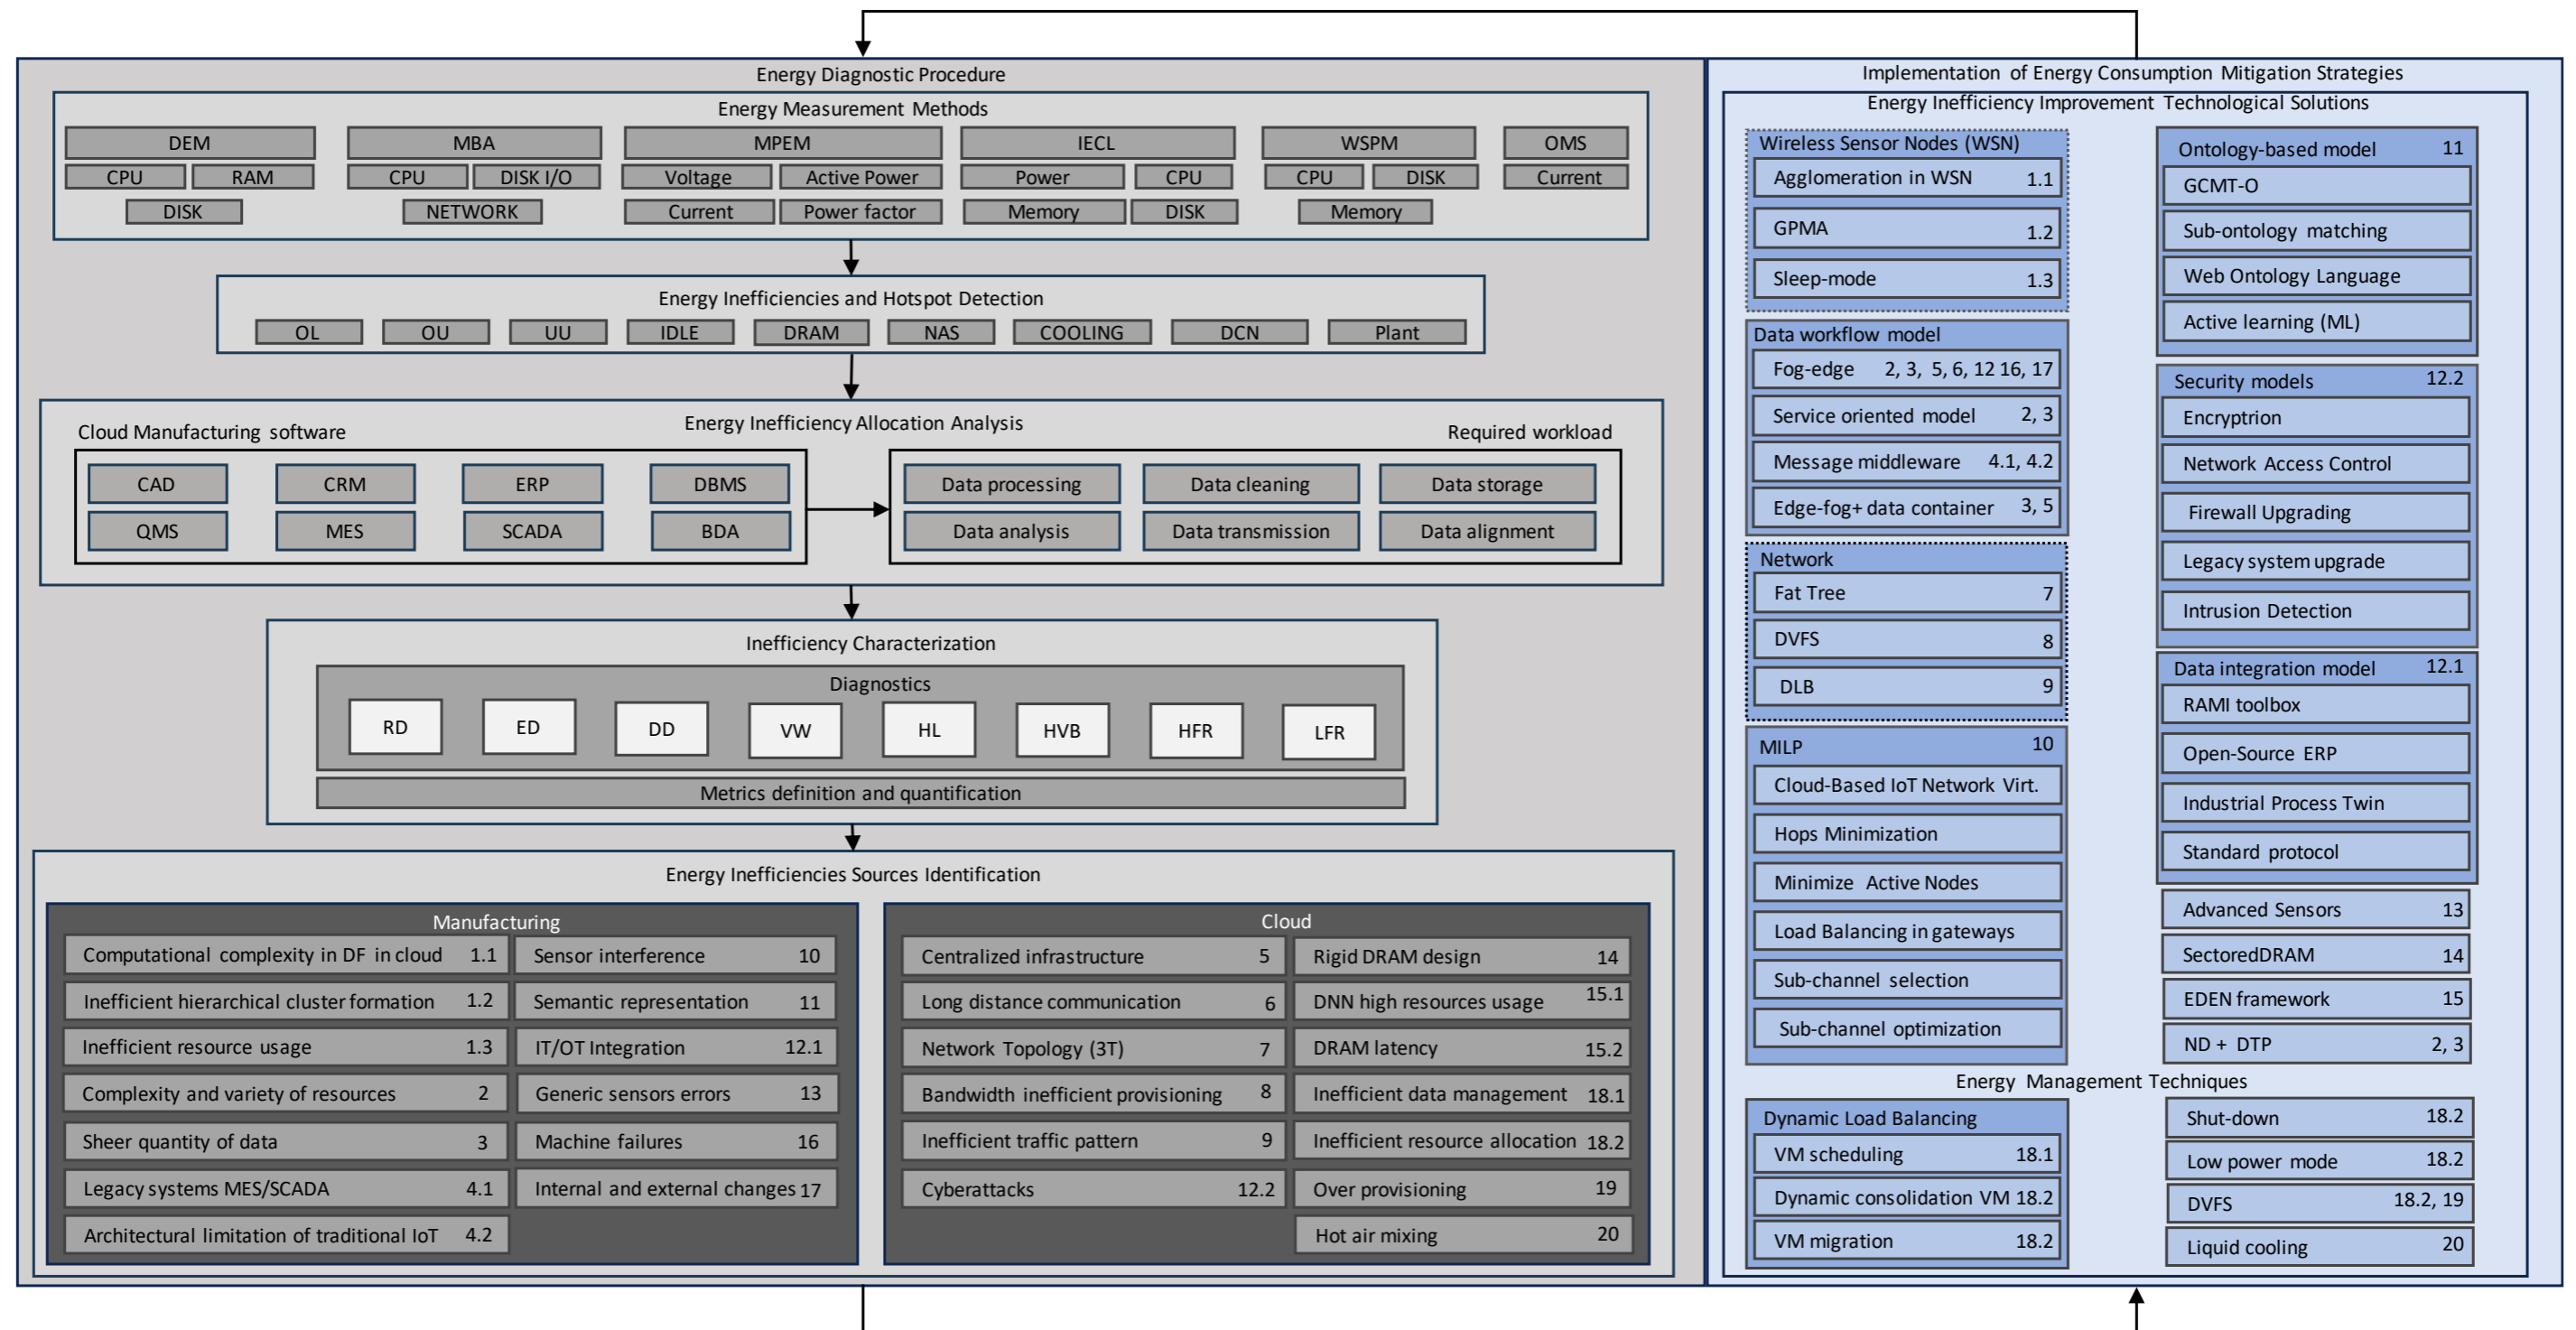 Energy Diagnostic Procedure
Energy Measurement Methods
DEM
CPU
RAM
DISK
MBA
CPU
DISK I/O
NETWORK
MPEM
Voltage
Active Power
Current
Power factor
IECL
Power
CPU
Memory
DISK
WSPM
CPU
DISK
Memory
OMS
Current
Energy Inefficiencies and Hotspot Detection
OL
OU
UU
IDLE
DRAM
NAS
COOLING
DCN
Plant
Energy Inefficiency Allocation Analysis
Cloud Manufacturing software
CAD
CRM
ERP
DBMS
QMS
MES
SCADA
BDA
Required workload
Data processing
Data cleaning
Data storage
Data analysis
Data transmission
Data alignment
Inefficiency Characterization
Diagnostics
RD
ED
DD
VW
HL
HVB
HFR
LFR
Metrics definition and quantification
Energy Inefficiencies Sources Identification
Manufacturing
Computational complexity in DF in cloud 1.1
Inefficient hierarchical cluster formation 1.2
Inefficient resource usage 1.3
Complexity and variety of resources 2
Sheer quantity of data 3
Legacy systems MES/SCADA 4.1
Architectural limitation of traditional IoT 4.2
Sensor interference 10
Semantic representation 11
IT/OT Integration 12.1
Generic sensors errors 13
Machine failures 16
Internal and external changes 17
Cloud
Centralized infrastructure 5
Long distance communication 6
Network Topology (3T) 7
Bandwidth inefficient provisioning 8
Inefficient traffic pattern 9
Cyberattacks 12.2
Rigid DRAM design 14
DNN high resources usage 15.1
DRAM latency 15.2
Inefficient data management 18.1
Inefficient resource allocation 18.2
Over provisioning 19
Hot air mixing 20
Implementation of Energy Consumption Mitigation Strategies
Energy Inefficiency Improvement Technological Solutions
Wireless Sensor Nodes (WSN)
Agglomeration in WSN 1.1
GPMA 1.2
Sleep-mode 1.3
Data workflow model
Fog-edge 2, 3, 5, 6, 12 16, 17
Service oriented model 2, 3
Message middleware 4.1, 4.2
Edge-fog+ data container 3, 5
Network
Fat Tree 7
DVFS 8
DLB 9
MILP 10
Cloud-Based IoT Network Virt.
Hops Minimization
Minimize Active Nodes
Load Balancing in gateways
Sub-channel selection
Sub-channel optimization
Ontology-based model 11
GCMT-O
Sub-ontology matching
Web Ontology Language
Active learning (ML)
Security models 12.2
Encryptrion
Network Access Control
Firewall Upgrading
Legacy system upgrade
Intrusion Detection
Data integration model 12.1
RAMI toolbox
Open-Source ERP
Industrial Process Twin
Standard protocol
Advanced Sensors 13
SectoredDRAM 14
EDEN framework 15
ND + DTP 2, 3
Energy Management Techniques
Dynamic Load Balancing
VM scheduling 18.1
Dynamic consolidation VM 18.2
VM migration 18.2
Shut-down 18.2
Low power mode 18.2
DVFS 18.2, 19
Liquid cooling 20